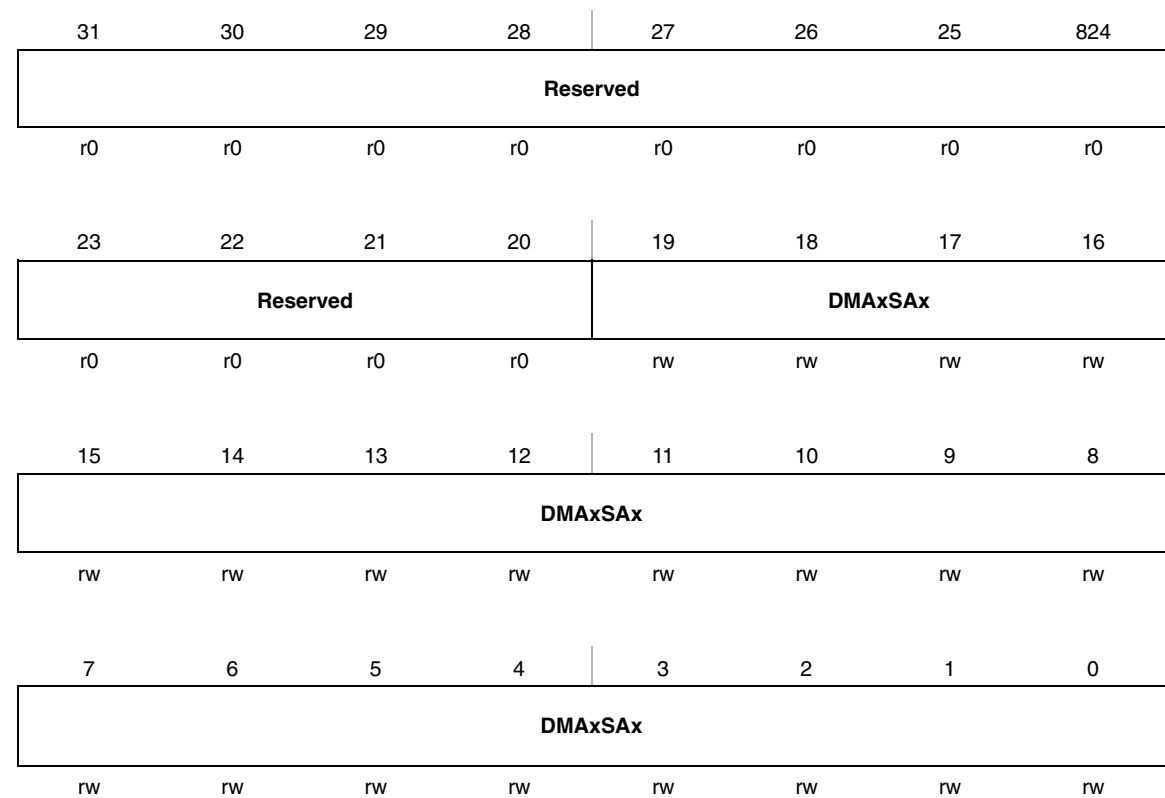 31 30 29 28 27 26 25 824
Reserved
r0 r0 r0 r0 r0 r0 r0 r0
23 22 21 20 19 18 17 16
Reserved DMAxSAx
r0 r0 r0 r0 rw rw rw rw
15 14 13 12 11 10 9 8
DMAxSAx
rw rw rw rw rw rw rw rw
7 6 5 4 3 2 1 0
DMAxSAx
rw rw rw rw rw rw rw rw